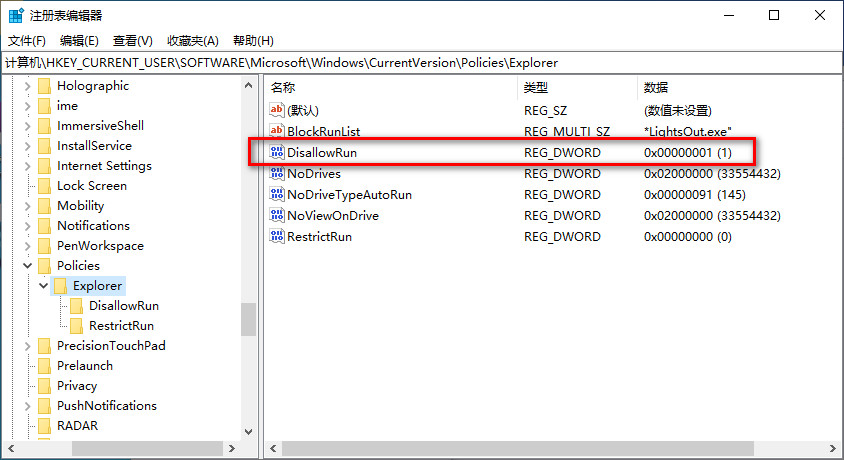 注册表编辑器
文件(F) 编辑(E) 查看(V) 收藏夹(A) 帮助(H)
计算机\HKEY_CURRENT_USER\SOFTWARE\Microsoft\Windows\CurrentVersion\Policies\Explorer
Holographic
ime
ImmersiveShell
InstallService
Internet Settings
Lock Screen
Mobility
Notifications
PenWorkspace
Policies
Explorer
DisallowRun
RestrictRun
PrecisionTouchPad
Prelaunch
Privacy
PushNotifications
RADAR
名称 类型 数据
(默认) REG_SZ (数值未设置)
BlockRunList REG_MULTI_SZ *LightsOut.exe"
DisallowRun REG_DWORD 0x00000001 (1)
NoDrives REG_DWORD 0x02000000 (33554432)
NoDriveTypeAutoRun REG_DWORD 0x00000091 (145)
NoViewOnDrive REG_DWORD 0x02000000 (33554432)
RestrictRun REG_DWORD 0x00000000 (0)